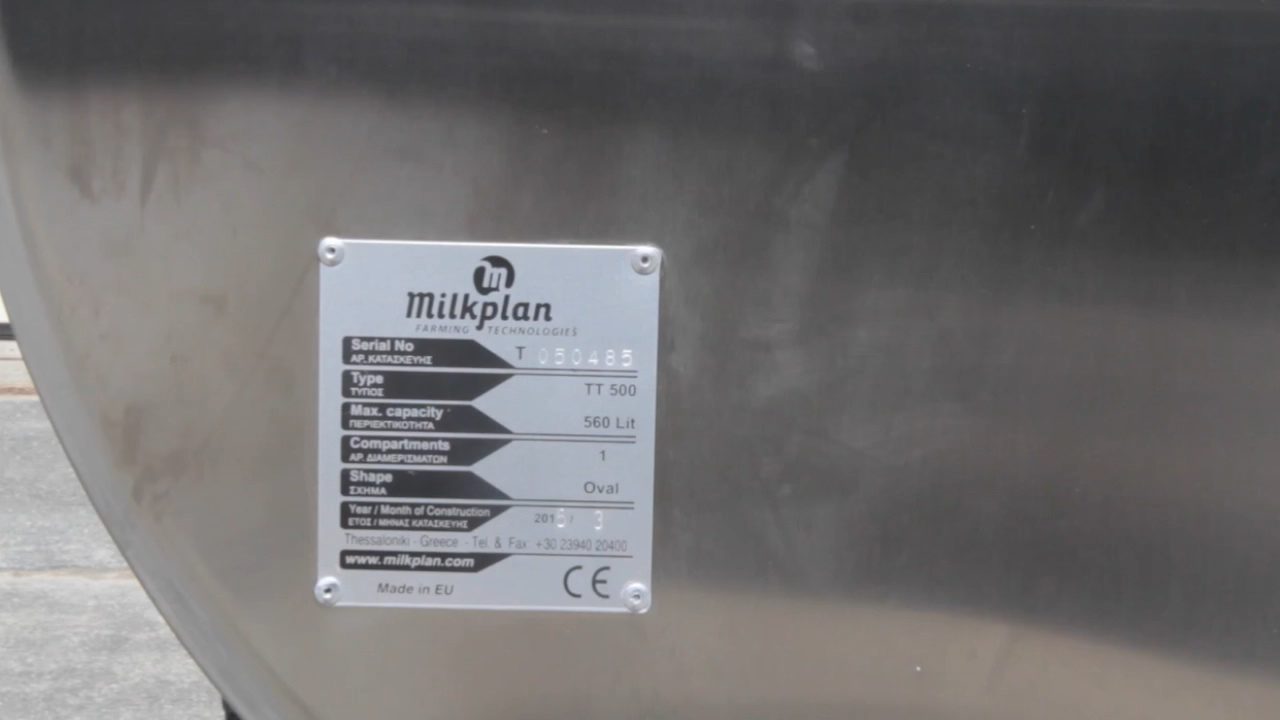 m
Milkplan
FARMING TECHNOLOGIES
Serial No
ΑΡ. ΚΑΤΑΣΚΕΥΗΣ
T 050485
Type
ΤΥΠΟΣ
TT 500
Max. capacity
ΠΕΡΙΕΚΤΙΚΟΤΗΤΑ
560 Lit
Compartments
ΑΡ. ΔΙΑΜΕΡΙΣΜΑΤΩΝ
1
Shape
ΣΧΗΜΑ
Oval
Year / Month of Construction
ΕΤΟΣ / ΜΗΝΑΣ ΚΑΤΑΣΚΕΥΗΣ
3
Thessaloniki - Greece - Tel. & Fax +30 23940 20400
www.milkplan.com
Made in EU
CE